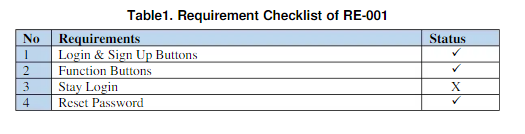 Table1. Requirement Checklist of RE-001
No Requirements Status
1 Login & Sign Up Buttons ✓
2 Function Buttons ✓
3 Stay Login X
4 Reset Password ✓